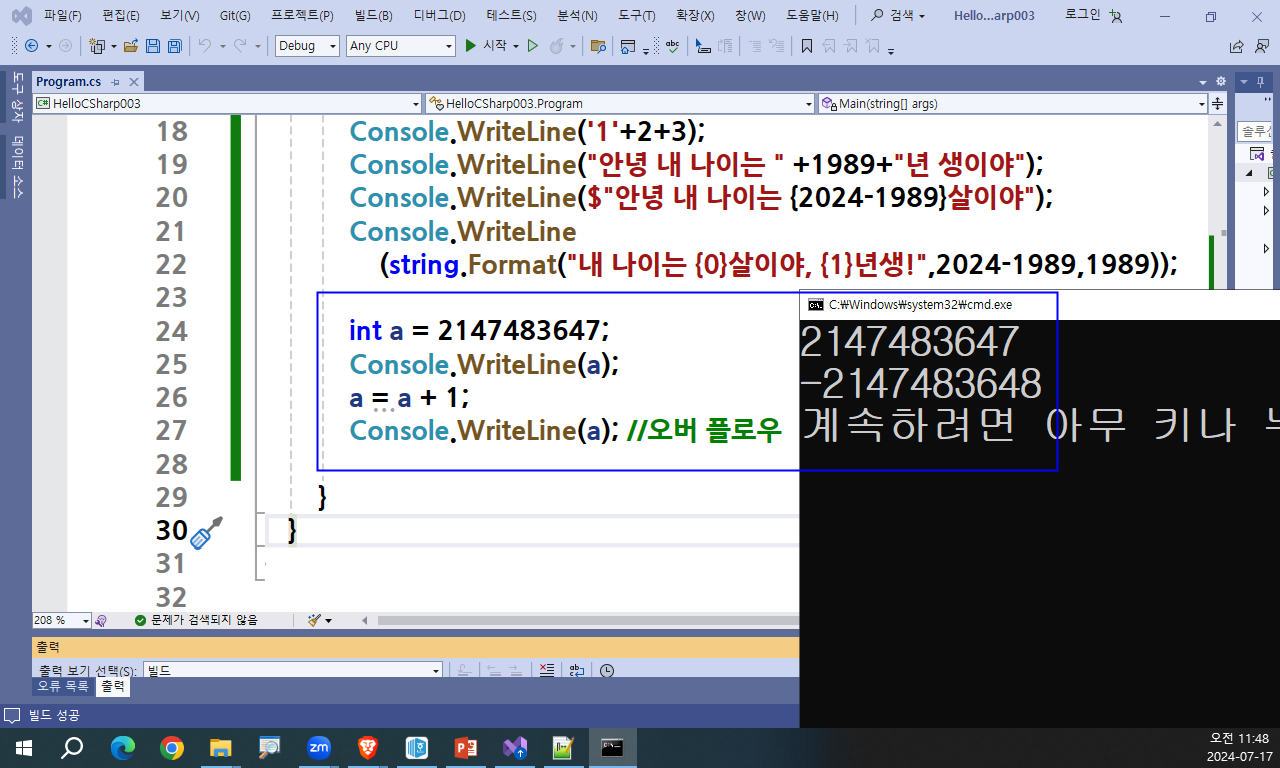 파일(F) 편집(E) 보기(V) Git(G) 프로젝트(P) 빌드(B) 디버그(D) 테스트(S) 분석(N) 도구(T) 확장(X) 창(W) 도움말(H) 검색 Hello...arp003 로그인
Debug Any CPU 시작
Program.cs
도구 상자
데이터 소스
HelloCSharp003 HelloCSharp003.Program Main(string[] args)
18 Console.WriteLine('1'+2+3);
19 Console.WriteLine("안녕 내 나이는 " +1989+"년 생이야");
20 Console.WriteLine($"안녕 내 나이는 {2024-1989}살이야");
21 Console.WriteLine
22 (string.Format("내 나이는 {0}살이야, {1}년생!",2024-1989,1989));
23
24 int a = 2147483647;
25 Console.WriteLine(a);
26 a = a + 1;
27 Console.WriteLine(a); //오버 플로우
28
29 }
30 }
31
32
C:₩Windows₩system32₩cmd.exe
2147483647
-2147483648
계속하려면 아무 키나
208 % 문제가 검색되지 않음
출력
출력 보기 선택(S): 빌드
오류 목록 출력
빌드 성공
오전 11:48
2024-07-17